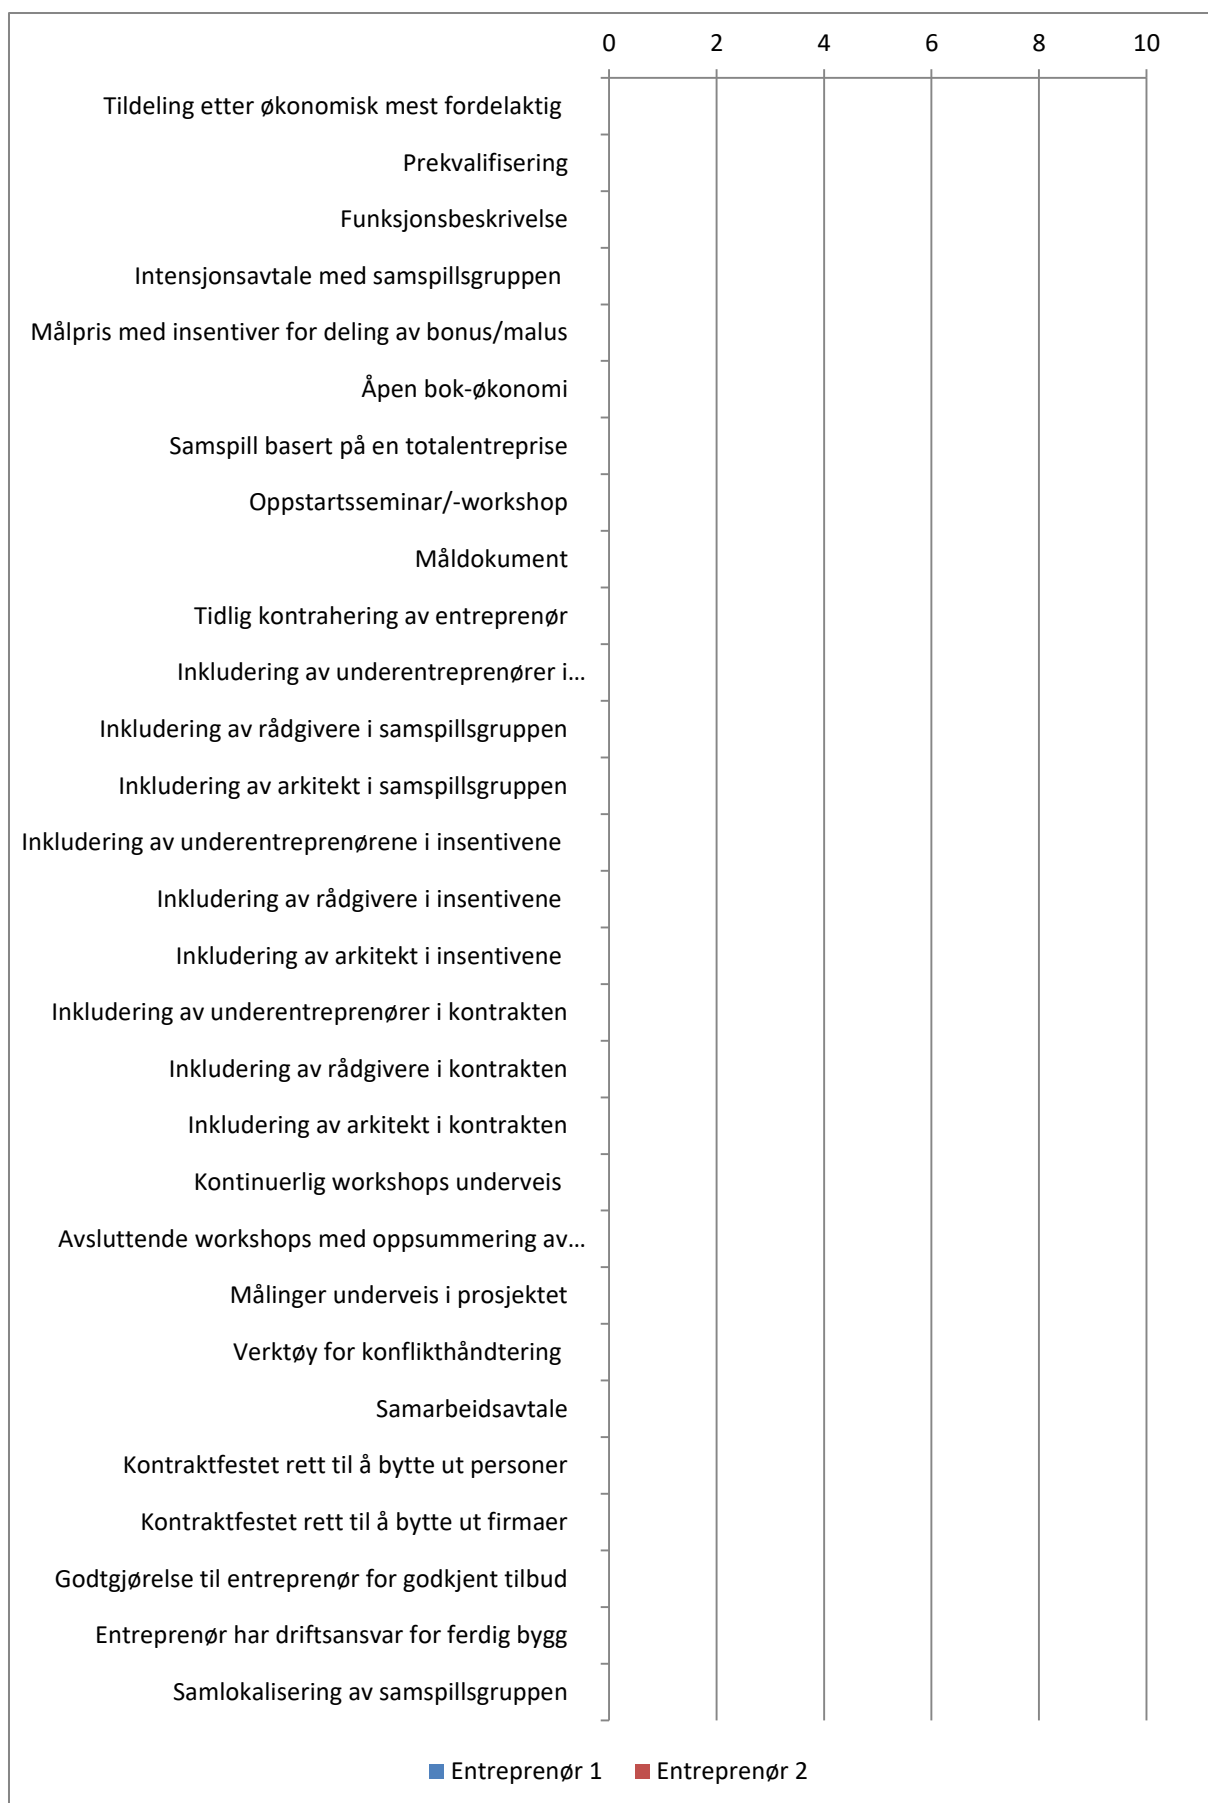 0 2 4 6 8 10
Tildeling etter økonomisk mest fordelaktig
Prekvalifisering
Funksjonsbeskrivelse
Intensjonsavtale med samspillsgruppen
Målpris med insentiver for deling av bonus/malus
Åpen bok-økonomi
Samspill basert på en totalentreprise
Oppstartsseminar/-workshop
Måldokument
Tidlig kontrahering av entreprenør
Inkludering av underentreprenører i...
Inkludering av rådgivere i samspillsgruppen
Inkludering av arkitekt i samspillsgruppen
Inkludering av underentreprenørene i insentivene
Inkludering av rådgivere i insentivene
Inkludering av arkitekt i insentivene
Inkludering av underentreprenører i kontrakten
Inkludering av rådgivere i kontrakten
Inkludering av arkitekt i kontrakten
Kontinuerlig workshops underveis
Avsluttende workshops med oppsummering av...
Målinger underveis i prosjektet
Verktøy for konflikthåndtering
Samarbeidsavtale
Kontraktfestet rett til å bytte ut personer
Kontraktfestet rett til å bytte ut firmaer
Godtgjørelse til entreprenør for godkjent tilbud
Entreprenør har driftsansvar for ferdig bygg
Samlokalisering av samspillsgruppen
Entreprenør 1 Entreprenør 2